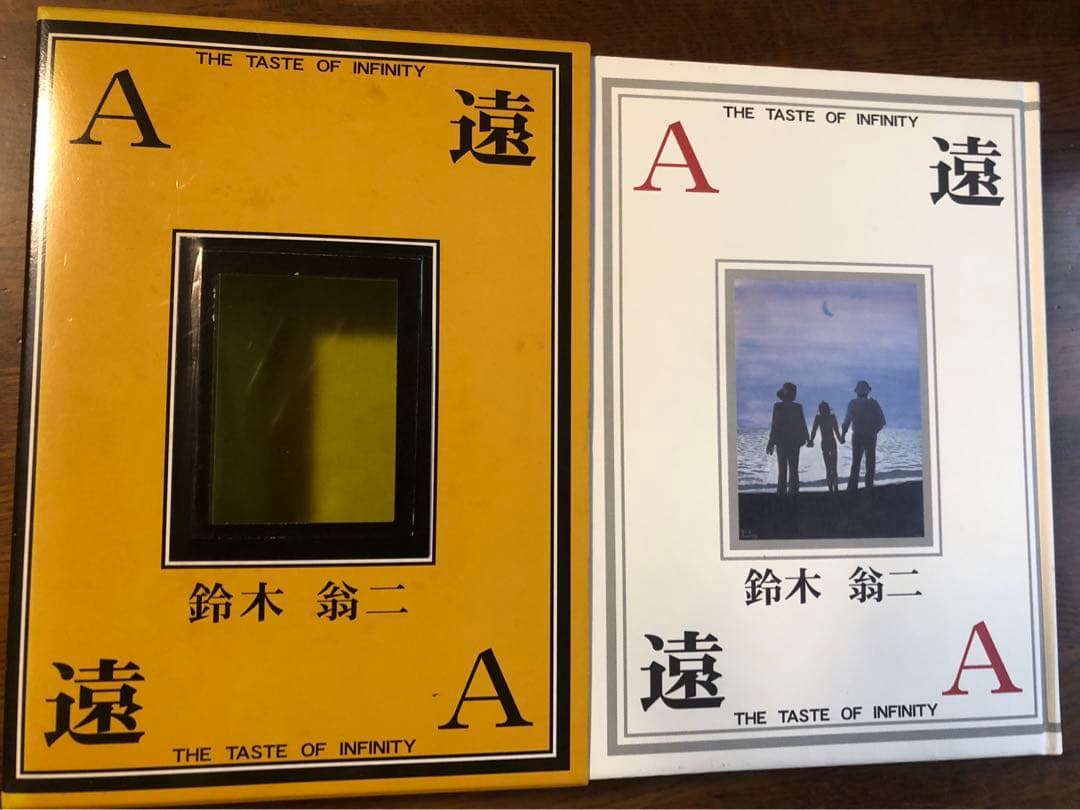 THE TASTE OF INFINITY
A 遠
鈴木 翁二
遠 A
THE TASTE OF INFINITY
THE TASTE OF INFINITY
A 遠
鈴木 翁二
遠 A
THE TASTE OF INFINITY